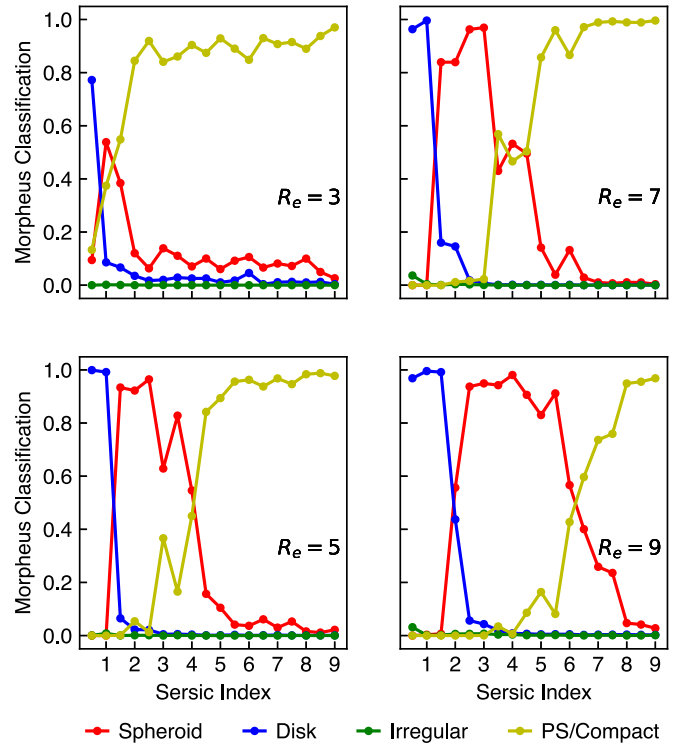 1.0
0.8
0.6
0.4
0.2
0.0
Morpheus Classification
R_e = 3
R_e = 7
1.0
0.8
0.6
0.4
0.2
0.0
Morpheus Classification
R_e = 5
R_e = 9
1 2 3 4 5 6 7 8 9
1 2 3 4 5 6 7 8 9
Sersic Index
Sersic Index
Spheroid Disk Irregular PS/Compact